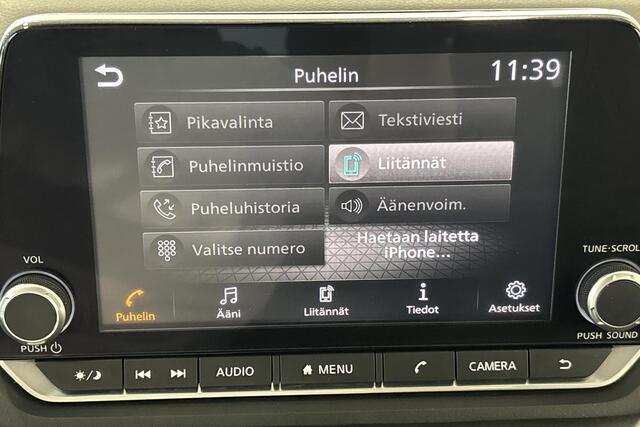 Puhelin
11:39
Pikavalinta
Tekstiviesti
Puhelinmuistio
Liitännät
Puheluhistoria
Äänenvoim.
Valitse numero
Haetaan laitetta
iPhone...
VOL
TUNE·SCROL
Puhelin
Ääni
Liitännät
Tiedot
Asetukset
PUSH
PUSH SOUND
AUDIO
MENU
CAMERA